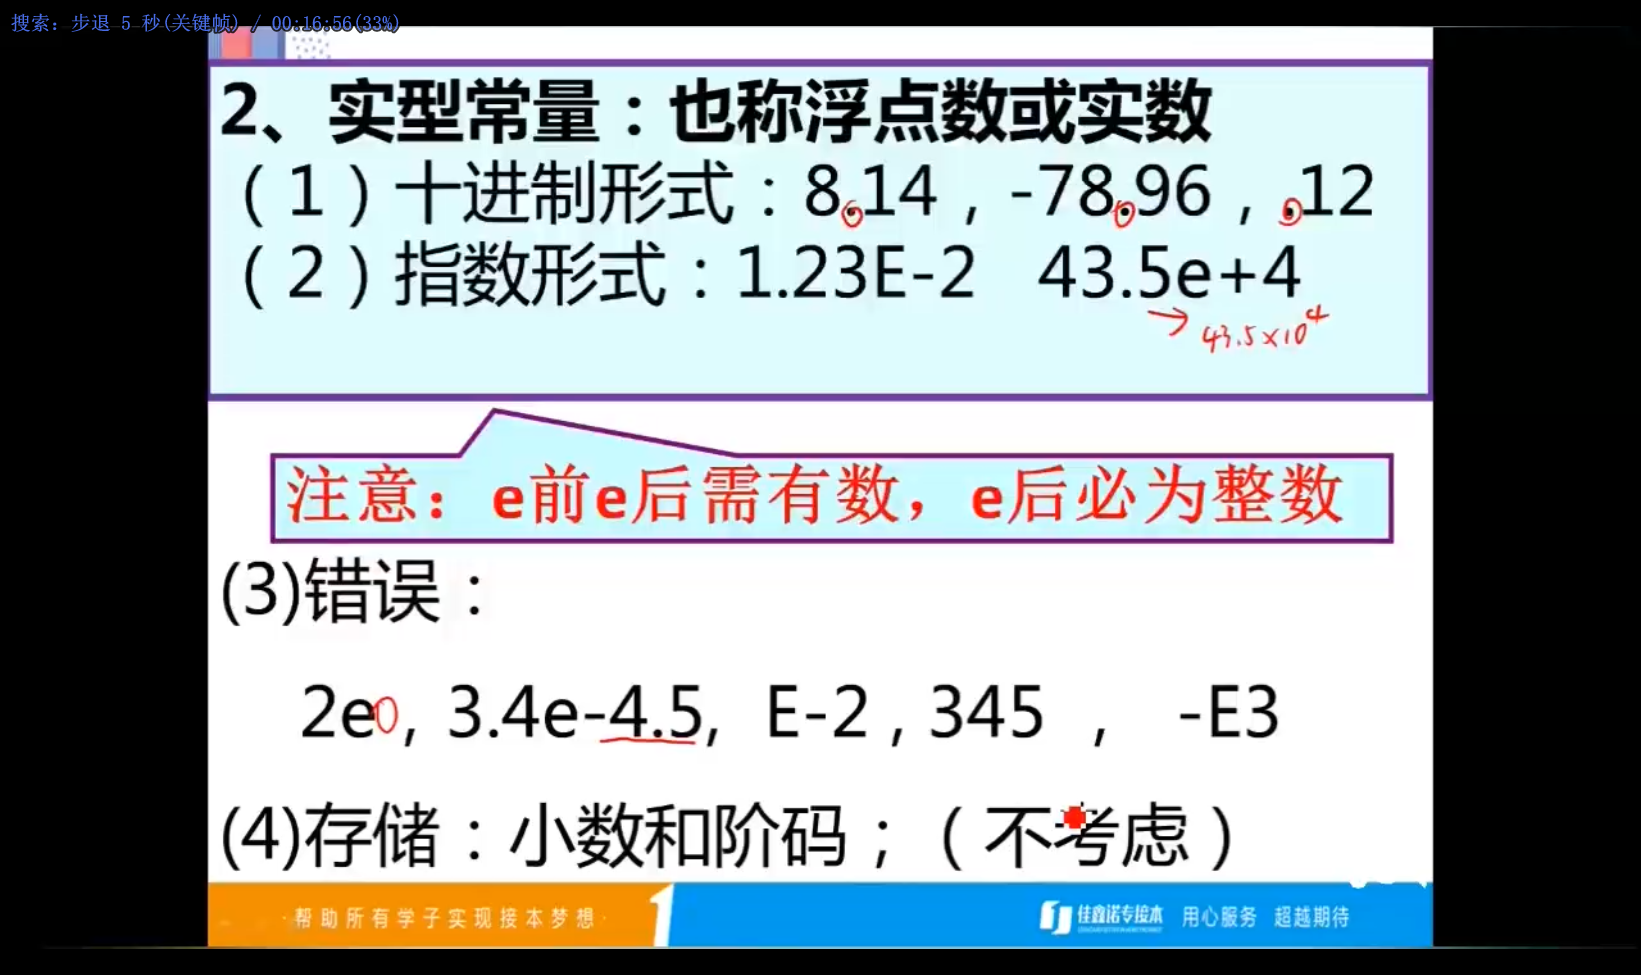 搜索: 步退 5 秒(关键帧) / 00:16:56(33%)
2、实型常量：也称浮点数或实数
（1）十进制形式：8.14，-78.96，.12
（2）指数形式：1.23E-2 43.5e+4
→ 43.5×10⁴
注意：e前e后需有数，e后必为整数
(3)错误：
2e0, 3.4e-4.5, E-2 , 345 , -E3
(4)存储：小数和阶码；（不考虑）
·帮助所有学子实现接本梦想·
佳鑫诺专接本 用心服务 超越期待